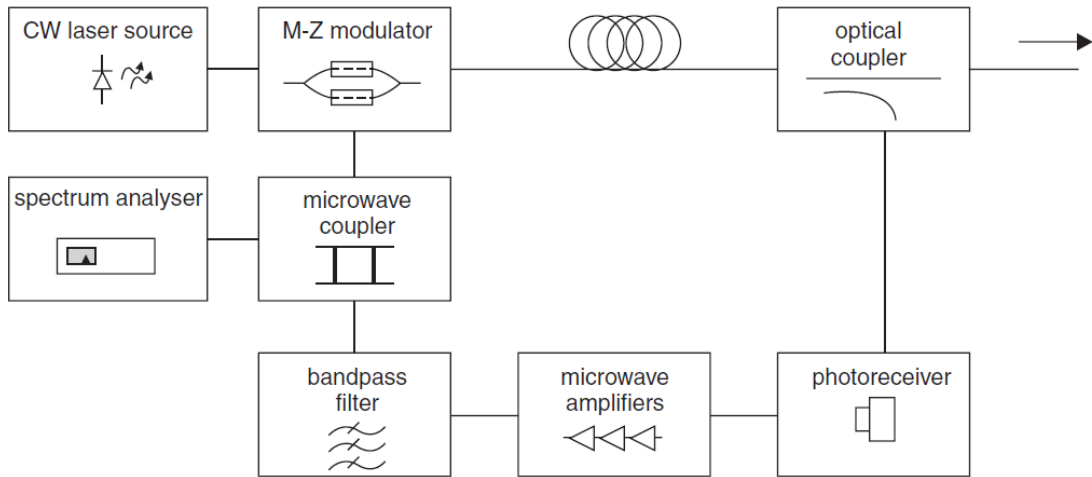 CW laser source
M-Z modulator
optical
coupler
spectrum analyser
microwave
coupler
bandpass
filter
microwave
amplifiers
photoreceiver